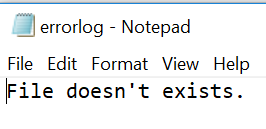 errorlog - Notepad
File Edit Format View Help
File doesn't exists.